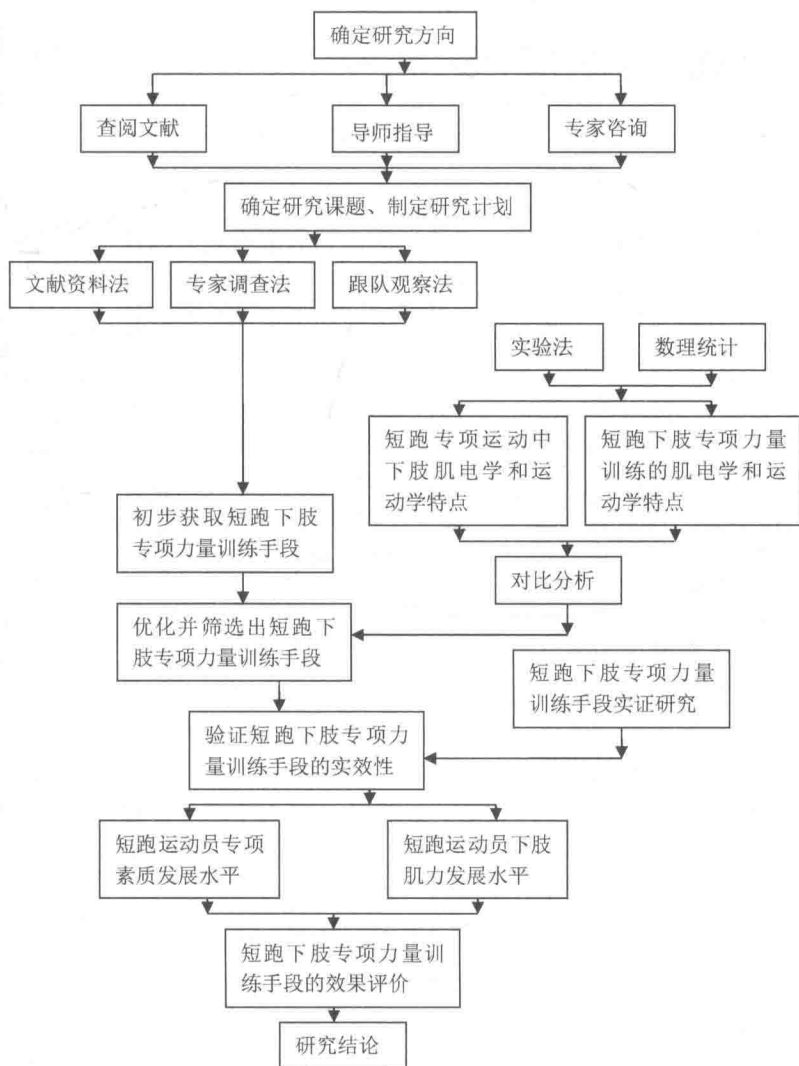 确定研究方向
查阅文献
导师指导
专家咨询
确定研究课题、制定研究计划
文献资料法
专家调查法
跟队观察法
实验法
数理统计
短跑专项运动中
下肢肌电学和运
动学特点
短跑下肢专项力量
训练的肌电学和运
动学特点
初步获取短跑下肢
专项力量训练手段
对比分析
优化并筛选出短跑下
肢专项力量训练手段
短跑下肢专项力量
训练手段实证研究
验证短跑下肢专项力
量训练手段的实效性
短跑运动员专项
素质发展水平
短跑运动员下肢
肌力发展水平
短跑下肢专项力量训
练手段的效果评价
研究结论